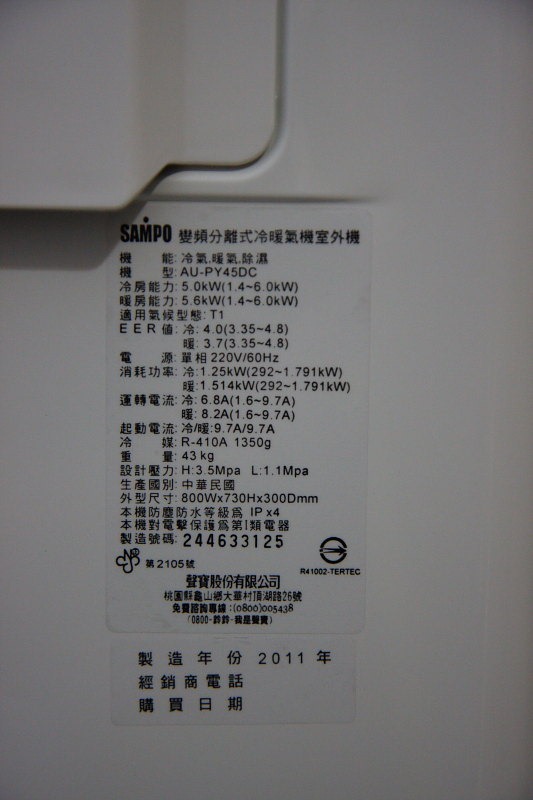 SAMPO 變頻分離式冷暖氣機室外機
機 能: 冷氣.暖氣.除濕
機 型: AU-PY45DC
冷房能力: 5.0kW(1.4~6.0kW)
暖房能力: 5.6kW(1.4~6.0kW)
適用氣候型態: T1
EER 值: 冷: 4.0(3.35~4.8)
暖: 3.7(3.35~4.8)
電 源: 單相 220V/60Hz
消耗功率: 冷:1.25kW(292~1.791kW)
暖:1.514kW(292~1.791kW)
運轉電流: 冷: 6.8A(1.6~9.7A)
暖: 8.2A(1.6~9.7A)
起動電流: 冷/暖: 9.7A/9.7A
冷 媒: R-410A 1350g
重 量: 43 kg
設計壓力: H:3.5Mpa L:1.1Mpa
生產國別: 中華民國
外型尺寸: 800Wx730Hx300Dmm
本機防塵防水等級為 IP x4
本機對電擊保護為第I類電器
製造號碼: 244633125
第2105號
R41002-TERTEC
聲寶股份有限公司
桃園縣龜山鄉大華村頂湖路26號
免費諮詢專線:(0800)005438
(0800-鈴鈴-我是聲寶)
製造年份 2011 年
經銷商電話
購買日期